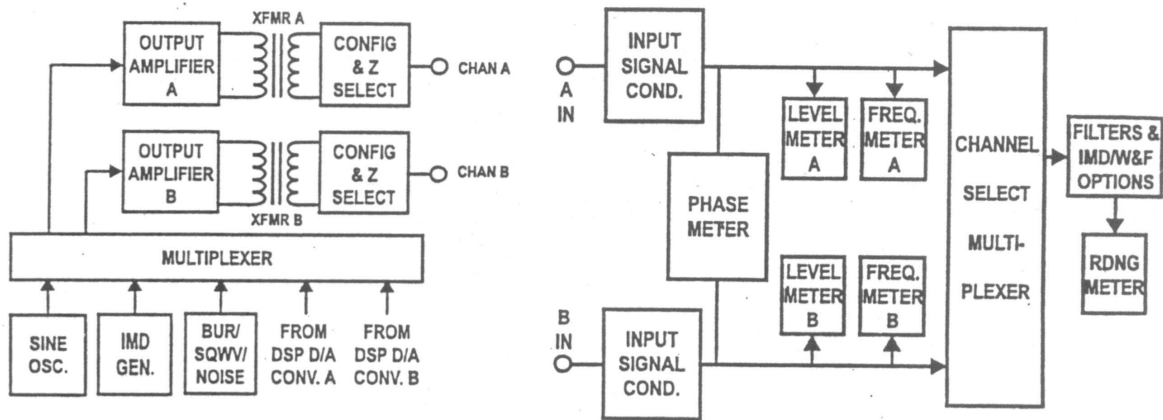 XFMR A
OUTPUT
AMPLIFIER
A
CONFIG
& Z
SELECT
CHAN A
OUTPUT
AMPLIFIER
B
CONFIG
& Z
SELECT
CHAN B
XFMR B
MULTIPLEXER
SINE
OSC.
IMD
GEN.
BUR/
SQWV/
NOISE
FROM
DSP D/A
CONV. A
FROM
DSP D/A
CONV. B
A
IN
INPUT
SIGNAL
COND.
LEVEL
METER
A
FREQ.
METER
A
PHASE
METER
LEVEL
METER
B
FREQ.
METER
B
B
IN
INPUT
SIGNAL
COND.
CHANNEL
SELECT
MULTI-
PLEXER
FILTERS &
IMD/W&F
OPTIONS
RDNG
METER